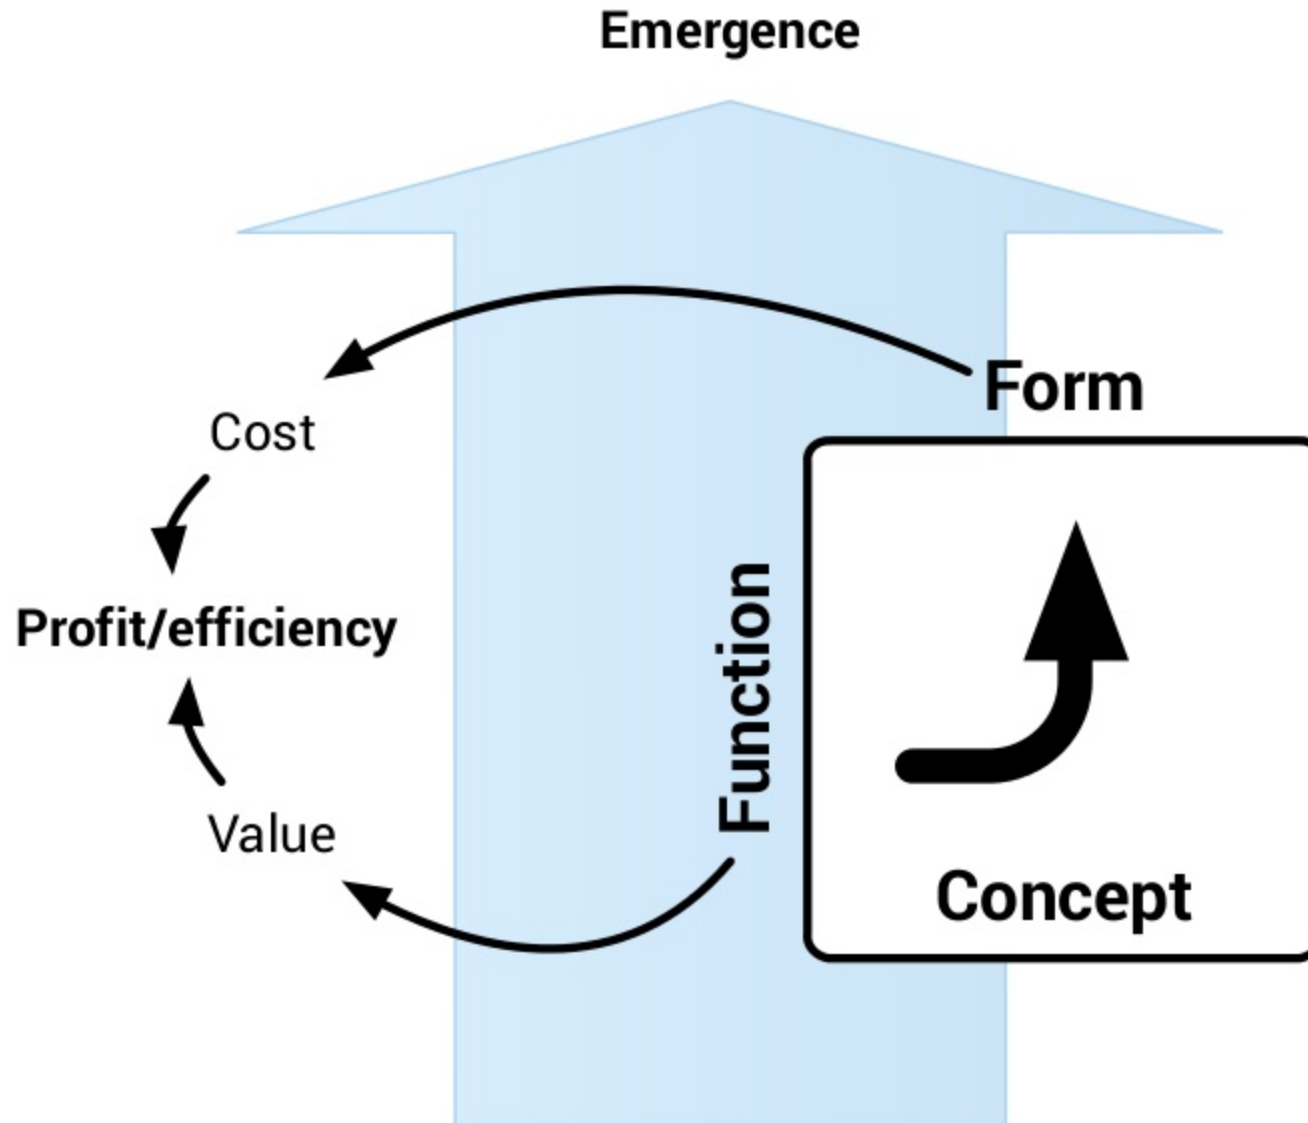 Emergence
Form
Cost
Profit/efficiency
Function
Value
Concept